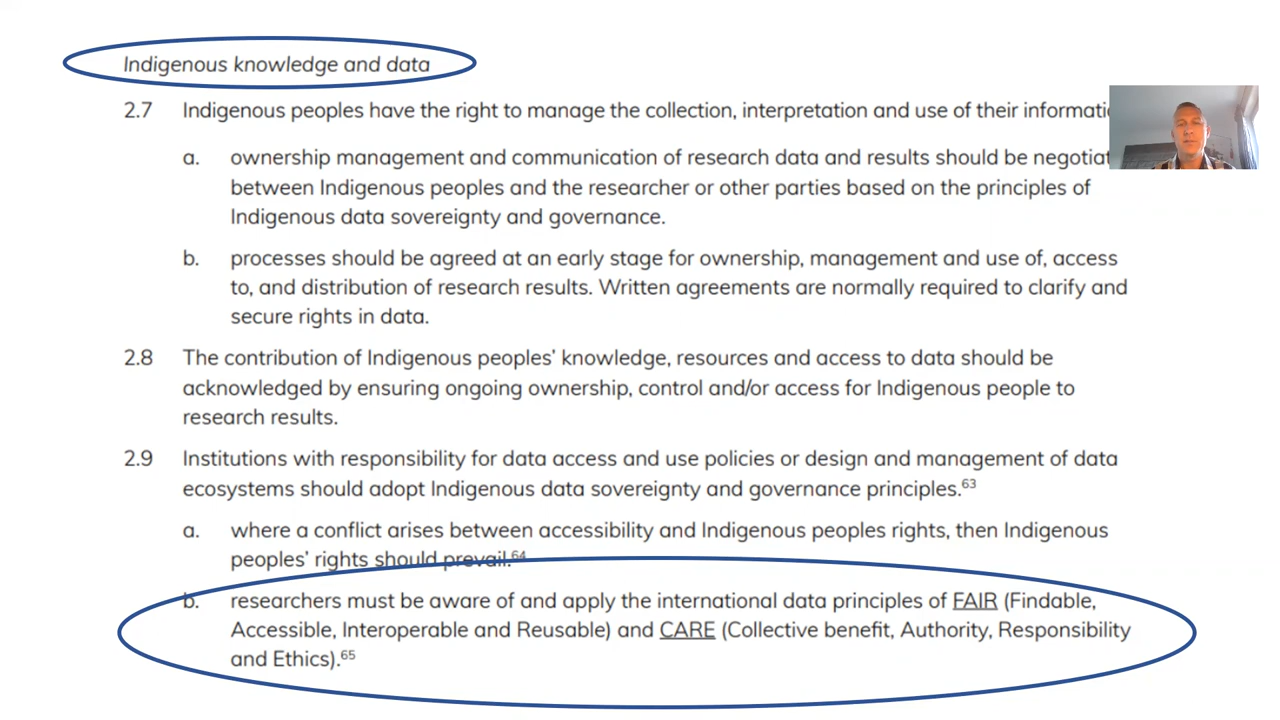 Indigenous knowledge and data
2.7 Indigenous peoples have the right to manage the collection, interpretation and use of their
a. ownership management and communication of research data and results should be
between Indigenous peoples and the researcher or other parties based on the principles of
Indigenous data sovereignty and governance.
b. processes should be agreed at an early stage for ownership, management and use of, access
to, and distribution of research results. Written agreements are normally required to clarify and
secure rights in data.
2.8 The contribution of Indigenous peoples' knowledge, resources and access to data should be
acknowledged by ensuring ongoing ownership, control and/or access for Indigenous people to
research results.
2.9 Institutions with responsibility for data access and use policies or design and management of data
ecosystems should adopt Indigenous data sovereignty and governance principles.63
a. where a conflict arises between accessibility and Indigenous peoples rights, then Indigenous
peoples' rights should prevail.64
b. researchers must be aware of and apply the international data principles of FAIR (Findable,
Accessible, Interoperable and Reusable) and CARE (Collective benefit, Authority, Responsibility
and Ethics).65